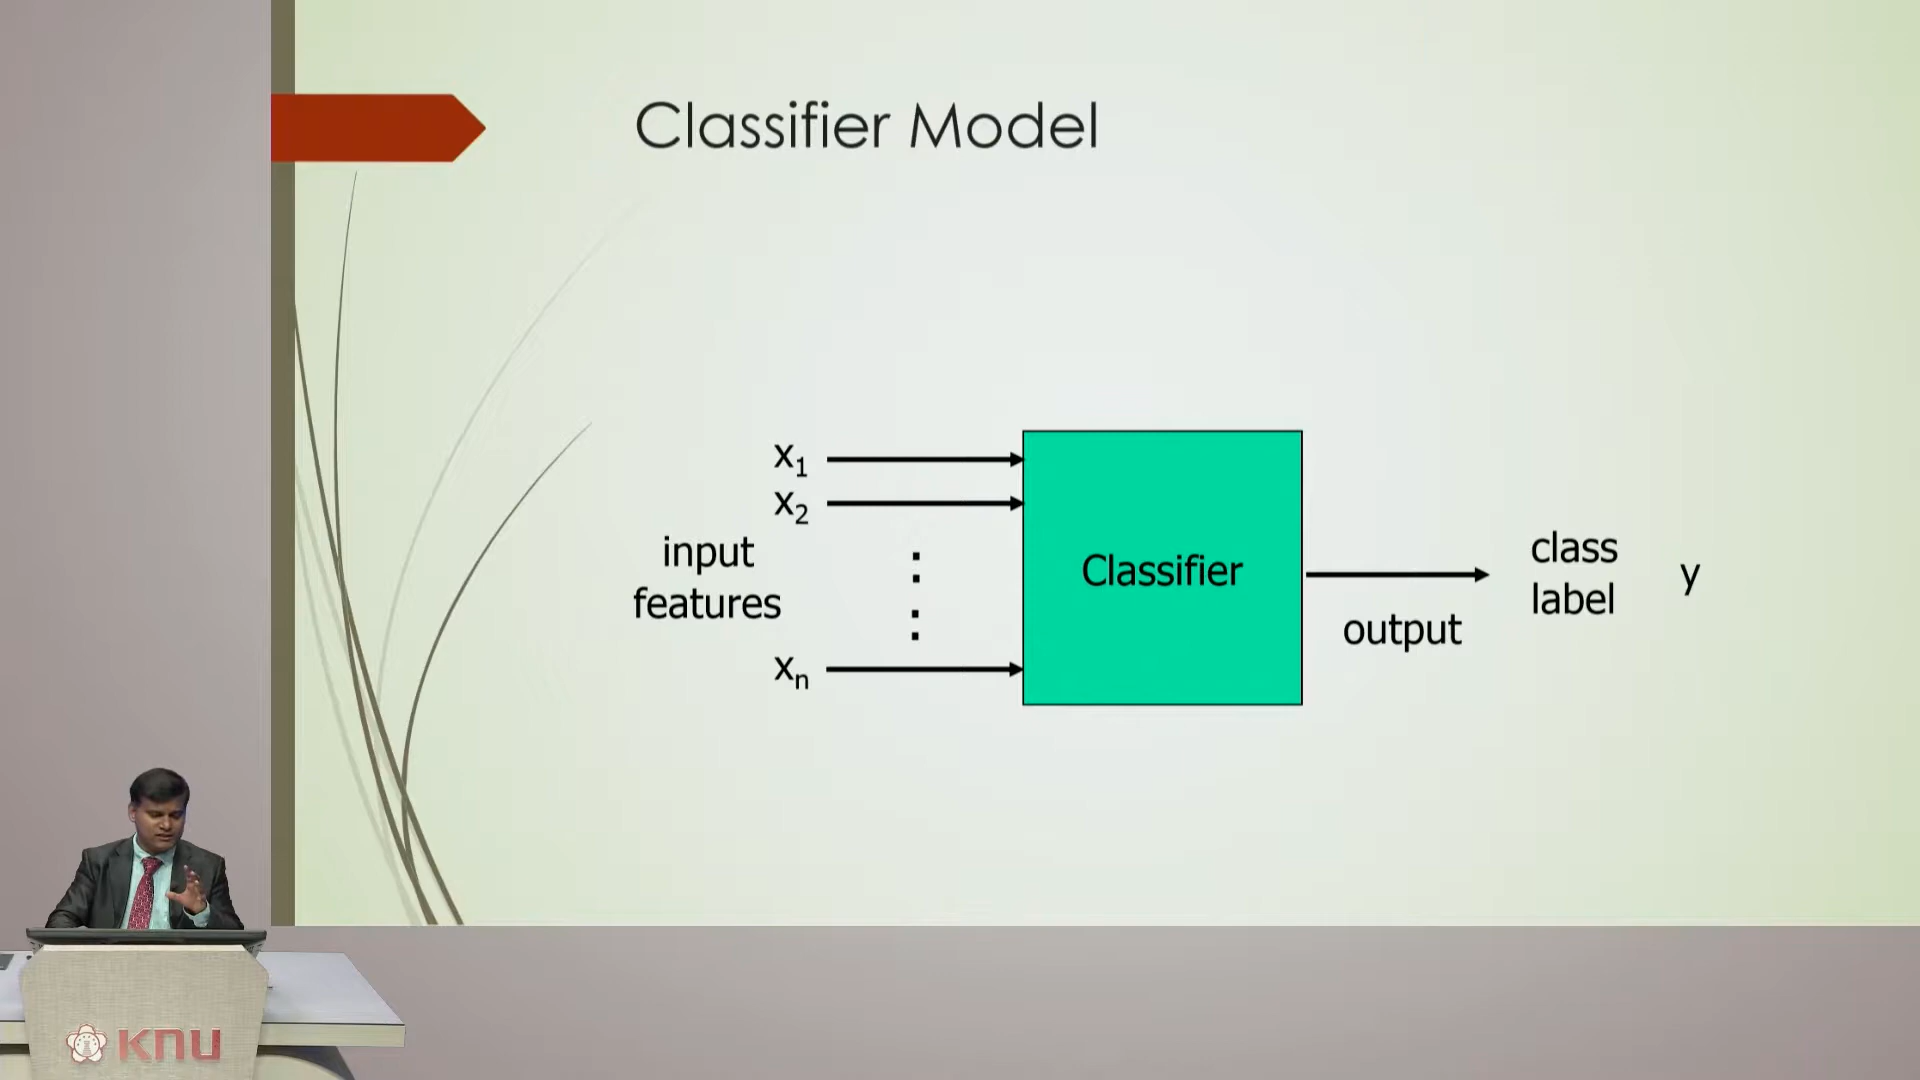 Classifier Model
x1
x2
input
features
:
:
xn
Classifier
output
class
label
y
KNU